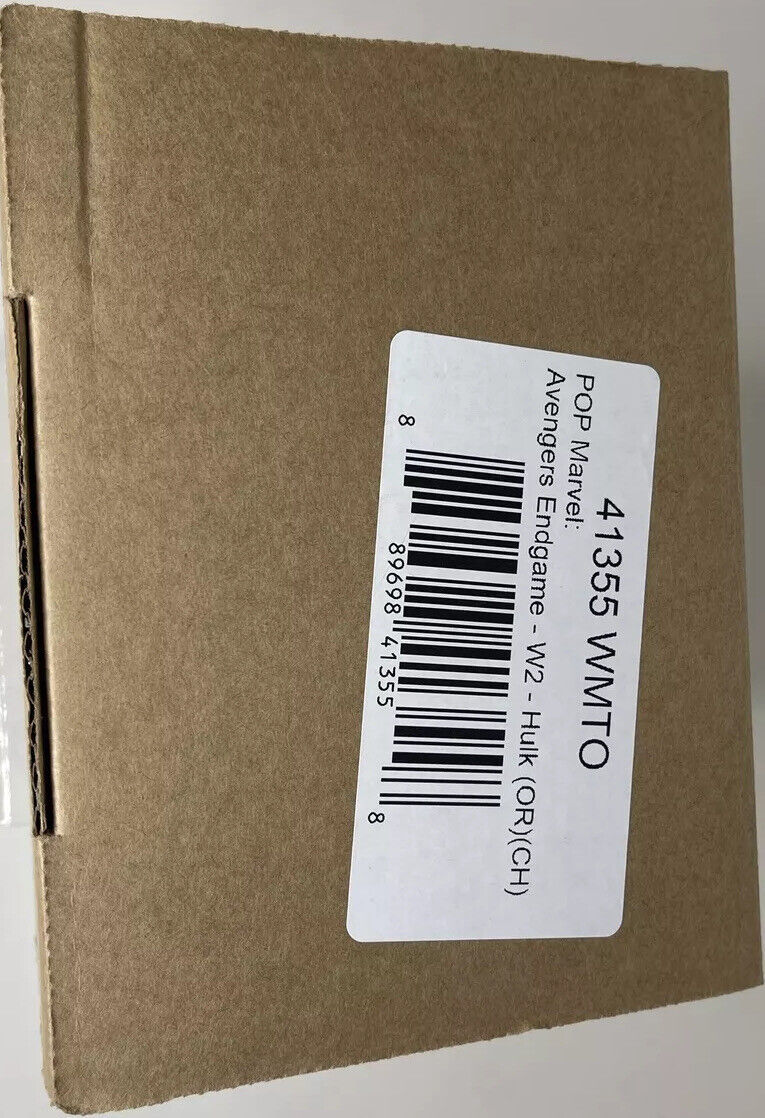 41355 WMTO
POP Marvel:
Avengers Endgame - W2 - Hulk (OR)(CH)
8 89698 41355 8